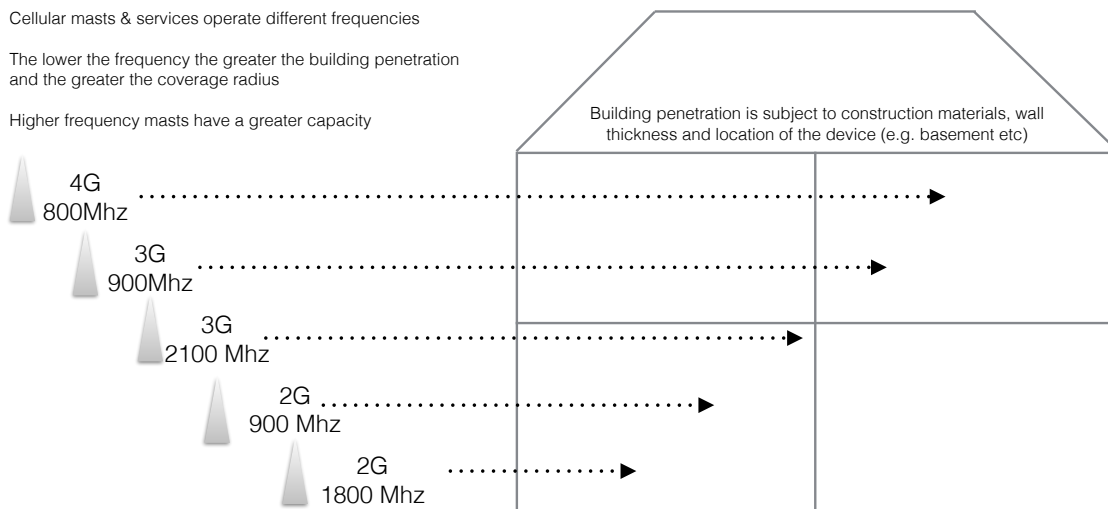 Cellular masts & services operate different frequencies
The lower the frequency the greater the building penetration
and the greater the coverage radius
Higher frequency masts have a greater capacity
Building penetration is subject to construction materials, wall
thickness and location of the device (e.g. basement etc)
4G
800Mhz
3G
900Mhz
3G
2100 Mhz
2G
900 Mhz
2G
1800 Mhz